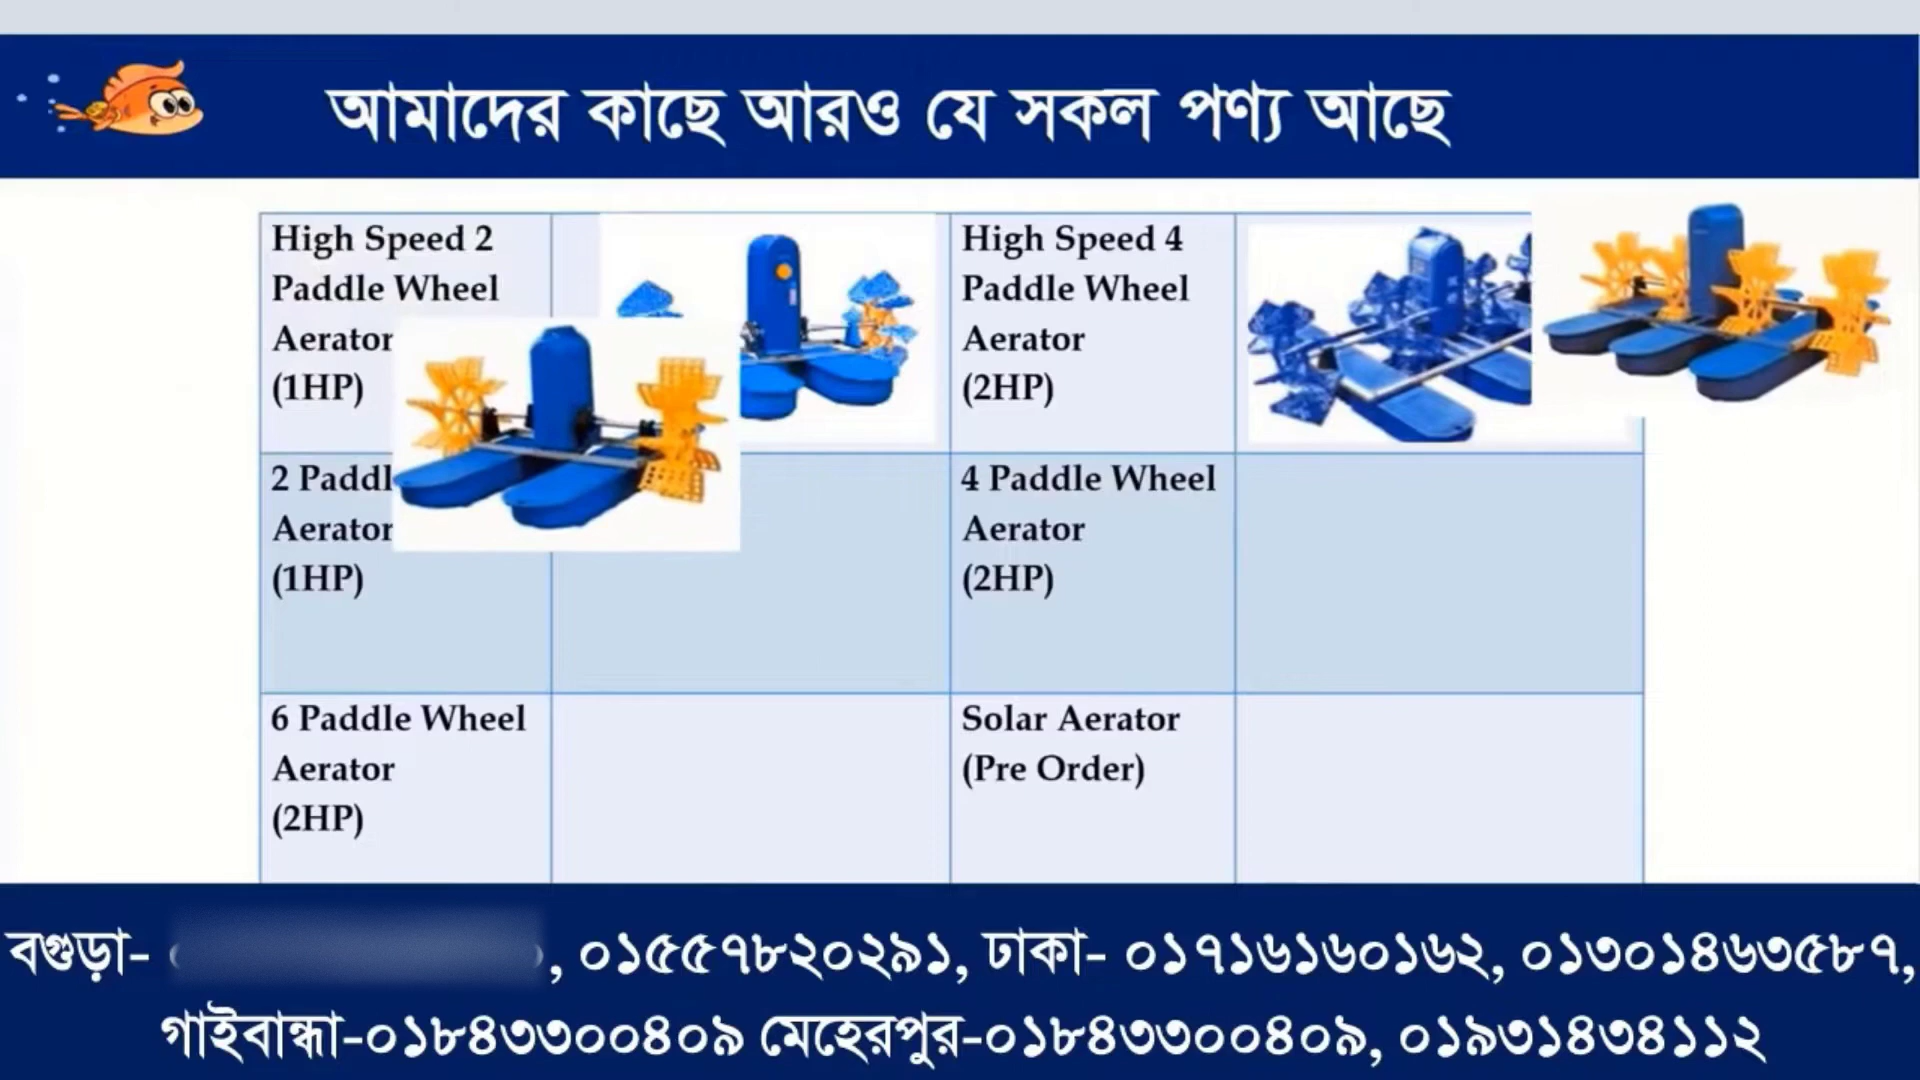 আমাদের কাছে আরও যে সকল পণ্য আছে
High Speed 2
Paddle Wheel
Aerator
(1HP)
High Speed 4
Paddle Wheel
Aerator
(2HP)
2 Paddl
Aerator
(1HP)
4 Paddle Wheel
Aerator
(2HP)
6 Paddle Wheel
Aerator
(2HP)
Solar Aerator
(Pre Order)
বগুড়া- , ০১৫৫৭৮২০২৯১, ঢাকা- ০১৭১৬১৬০১৬২, ০১৩০১৪৬৩৫৮৭,
গাইবান্ধা-০১৮৪৩৩০০৪০৯ মেহেরপুর-০১৮৪৩৩০০৪০৯, ০১৯৩১৪৩৪১১২